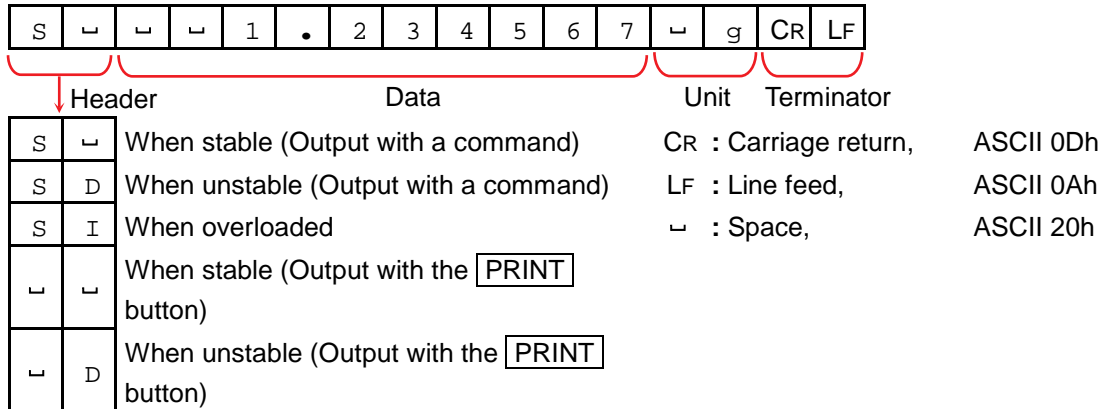 S ␣ ␣ ␣ 1 . 2 3 4 5 6 7 ␣ g CR LF
Header Data Unit Terminator
S ␣ When stable (Output with a command) CR : Carriage return, ASCII 0Dh
S D When unstable (Output with a command) LF : Line feed, ASCII 0Ah
S I When overloaded ␣ : Space, ASCII 20h
␣ ␣ When stable (Output with the PRINT
button)
␣ D When unstable (Output with the PRINT
button)